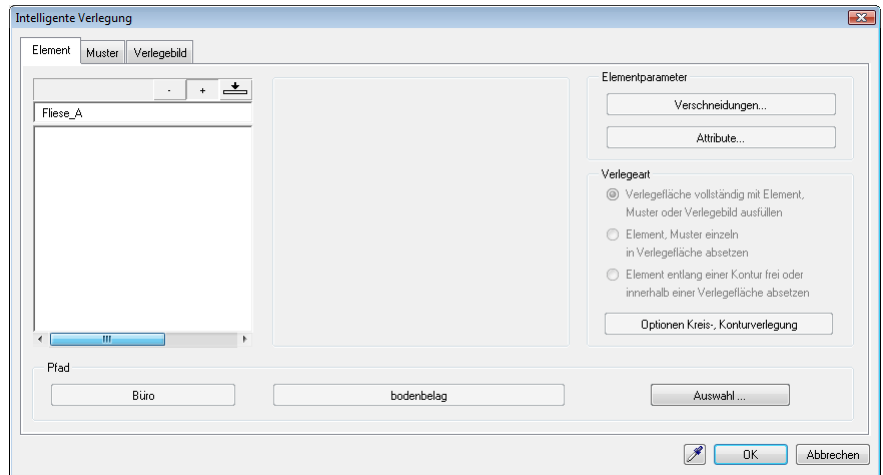 Intelligente Verlegung
Element
Muster
Verlegebild
- +
Fliese_A
Elementparameter
Verschneidungen...
Attribute...
Verlegeart
Verlegefläche vollständig mit Element,
Muster oder Verlegebild ausfüllen
Element, Muster einzeln
in Verlegefläche absetzen
Element entlang einer Kontur frei oder
innerhalb einer Verlegefläche absetzen
Optionen Kreis-, Konturverlegung
Pfad
Büro
bodenbelag
Auswahl ...
OK
Abbrechen